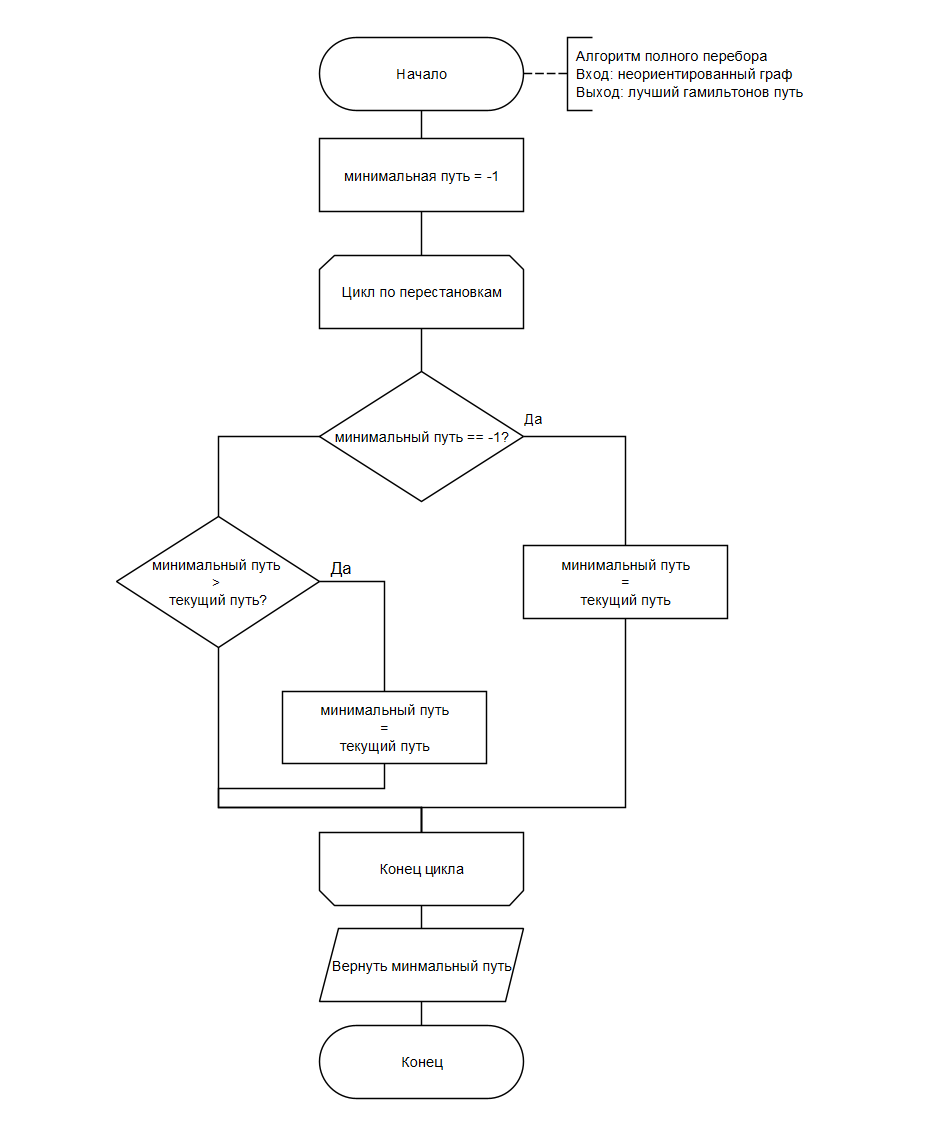 Начало
Алгоритм полного перебора
Вход: неориентированный граф
Выход: лучший гамильтонов путь
минимальная путь = -1
Цикл по перестановкам
минимальный путь == -1?
Да
минимальный путь
>
текущий путь?
Да
минимальный путь
=
текущий путь
минимальный путь
=
текущий путь
Конец цикла
Вернуть минмальный путь
Конец